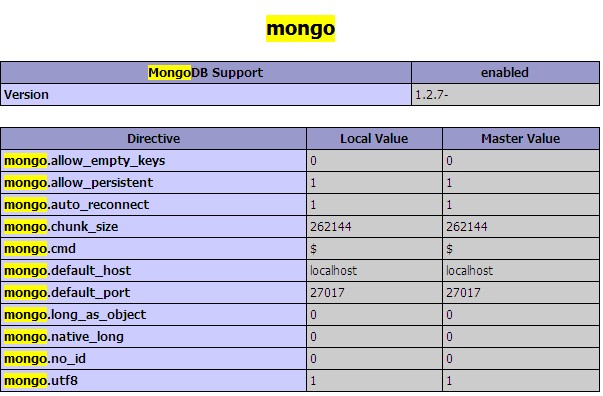 mongo
MongoDB Support enabled
Version 1.2.7-
Directive Local Value Master Value
mongo.allow_empty_keys 0 0
mongo.allow_persistent 1 1
mongo.auto_reconnect 1 1
mongo.chunk_size 262144 262144
mongo.cmd $ $
mongo.default_host localhost localhost
mongo.default_port 27017 27017
mongo.long_as_object 0 0
mongo.native_long 0 0
mongo.no_id 0 0
mongo.utf8 1 1